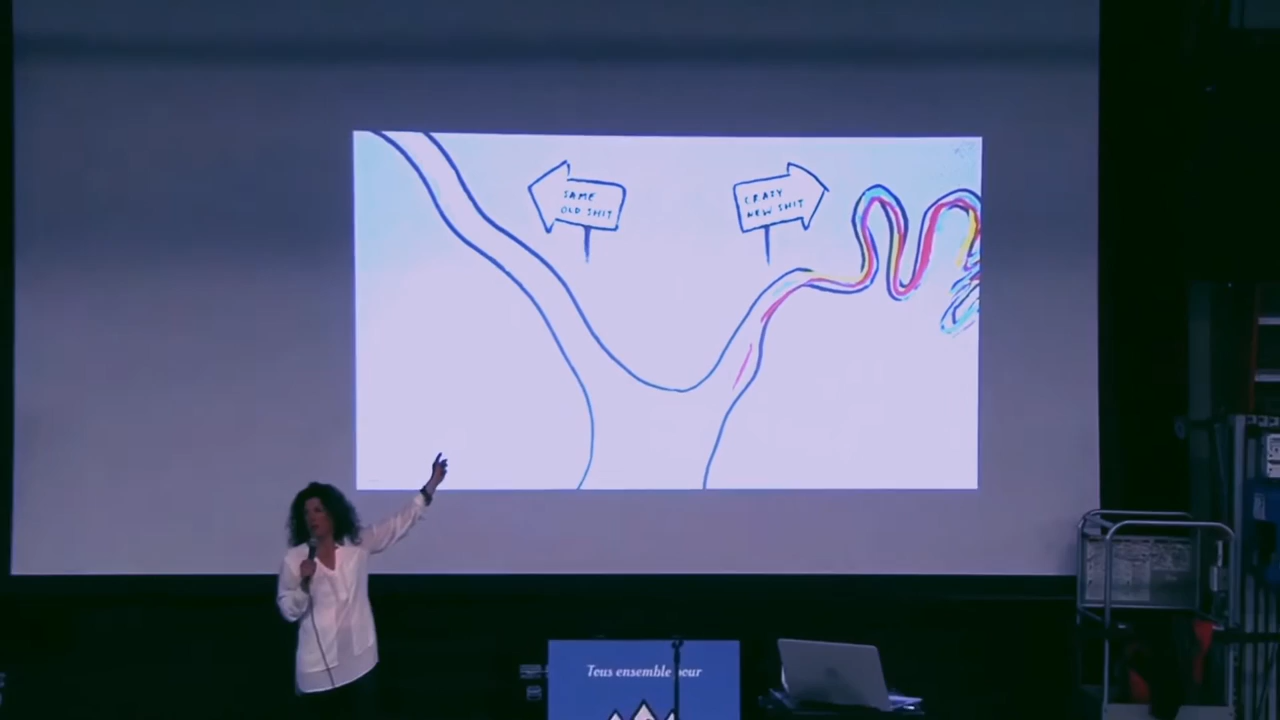 SAME
OLD SHIT
CRAZY
NEW SHIT
Tous ensemble pour